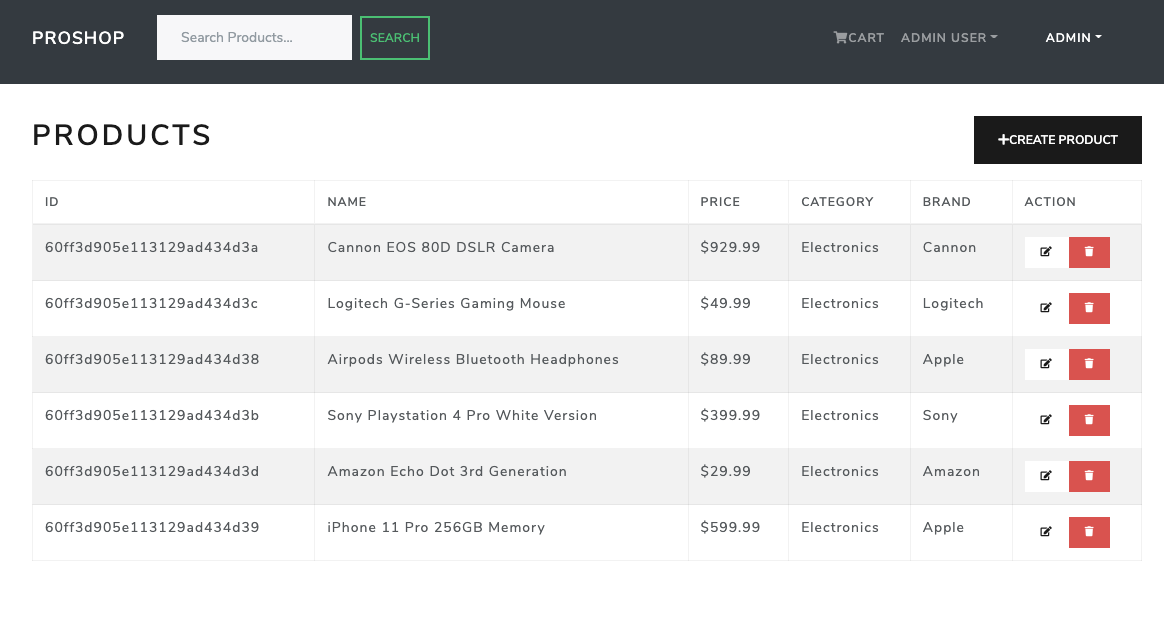 PROSHOP Search Products... SEARCH CART ADMIN USER ADMIN
PRODUCTS CREATE PRODUCT
ID NAME PRICE CATEGORY BRAND ACTION
60ff3d905e113129ad434d3a Cannon EOS 80D DSLR Camera $929.99 Electronics Cannon
60ff3d905e113129ad434d3c Logitech G-Series Gaming Mouse $49.99 Electronics Logitech
60ff3d905e113129ad434d38 Airpods Wireless Bluetooth Headphones $89.99 Electronics Apple
60ff3d905e113129ad434d3b Sony Playstation 4 Pro White Version $399.99 Electronics Sony
60ff3d905e113129ad434d3d Amazon Echo Dot 3rd Generation $29.99 Electronics Amazon
60ff3d905e113129ad434d39 iPhone 11 Pro 256GB Memory $599.99 Electronics Apple